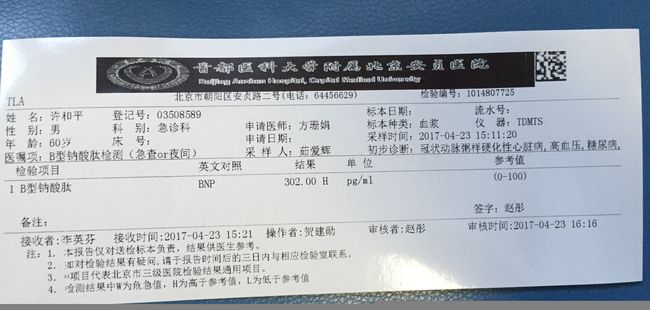 首都医科大学附属北京安贞医院
Beijing Anzhen Hospital, Capital Medical University
TLA 北京市朝阳区安贞路二号(电话: 64456629) 检验编号: 1014807725
姓 名: 许和平 登记号: 03508589 标本日期: 流水号:
性 别: 男 科 别: 急诊科 申请医师: 方珊娟 标本种类: 血浆 仪 器: TDMTS
年 龄: 60岁 床 号: 申请日期: 采样时间: 2017-04-23 15:11:20
医嘱项: B型钠酸肽检测（急查or夜间） 采 样 人: 茹爱辉 初步诊断: 冠状动脉粥样硬化性心脏病, 高血压, 糖尿病,
检验项目 英文对照 结果 单 位 参考值
1 B型钠酸肽 BNP 302.00 H pg/ml (0-100)
备注: 签字: 赵彤
接收者: 李英芬 接收时间: 2017-04-23 15:21 操作者: 贺建勋 审核者: 赵彤 审核时间: 2017-04-23 16:16
注: 1. 本报告仅对送检标本负责, 结果供医生参考。
2. 如对检验结果有疑问, 请于报告时间后的三日内与相应检验室联系。
3. 项目代表北京市三级医院检验结果通用项目。
4. 检测结果中W为危急值, H为高于参考值, L为低于参考值